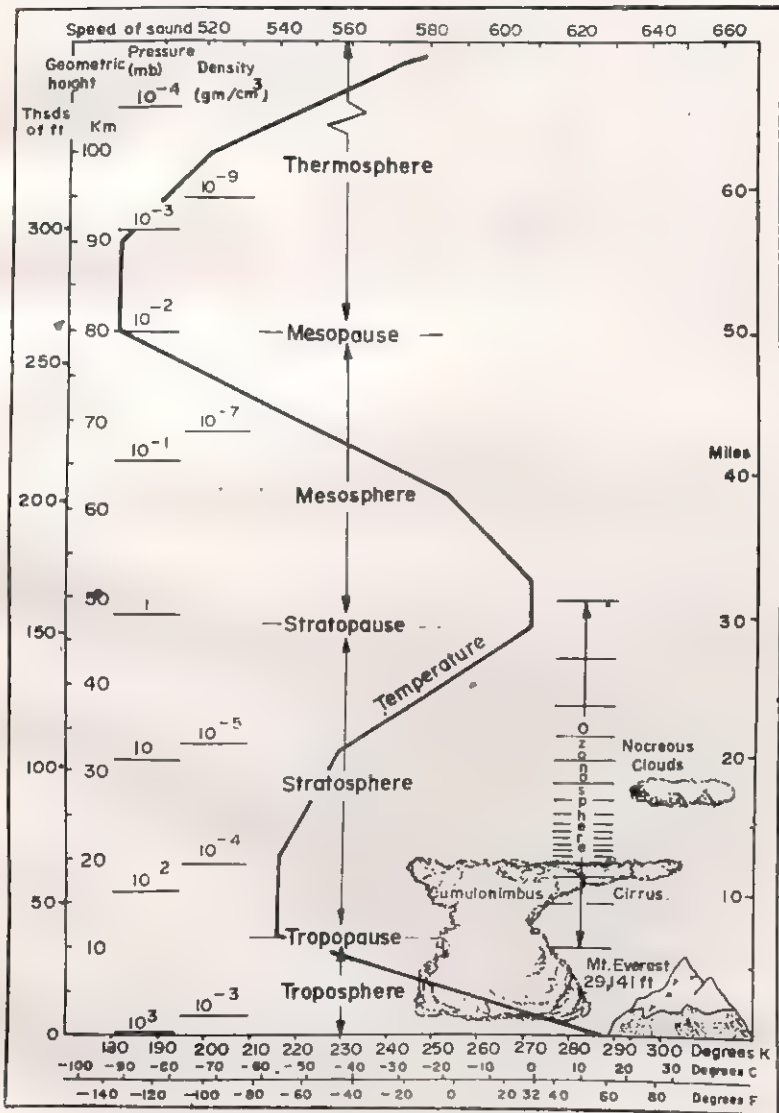 Speed of sound 520 540 560 580 600 620 640 660
Geometric height
Pressure (mb)
Density (gm/cm3)
Thsds of ft
Km
10-4
100
Thermosphere
10-9
60
300
10-3
90
10-2
80
Mesopause
50
250
70
10-7
10-1
Miles
40
200
Mesosphere
60
50
1
30
150
Stratopause
Temperature
40
10-5
10
Ozonosphere
Nocreous Clouds
20
100
30
Stratosphere
10-4
20
102
Cumulonimbus
Cirrus
10
50
10
Tropopause
Mt. Everest
29,141 ft
Troposphere
10-3
103
0
0
180 190 200 210 220 230 240 250 260 270 280 290 300 Degrees K
-100 -90 -80 -70 -60 -50 -40 -30 -20 -10 0 10 20 30 Degrees C
-140 -120 -100 -80 -60 -40 -20 0 20 32 40 60 80 Degrees F